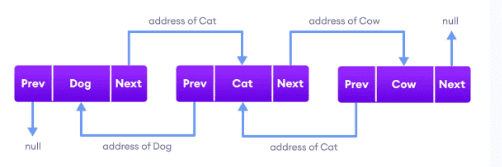 address of Cat
address of Cow
null
Prev Dog Next
Prev Cat Next
Prev Cow Next
null
address of Dog
address of Cat